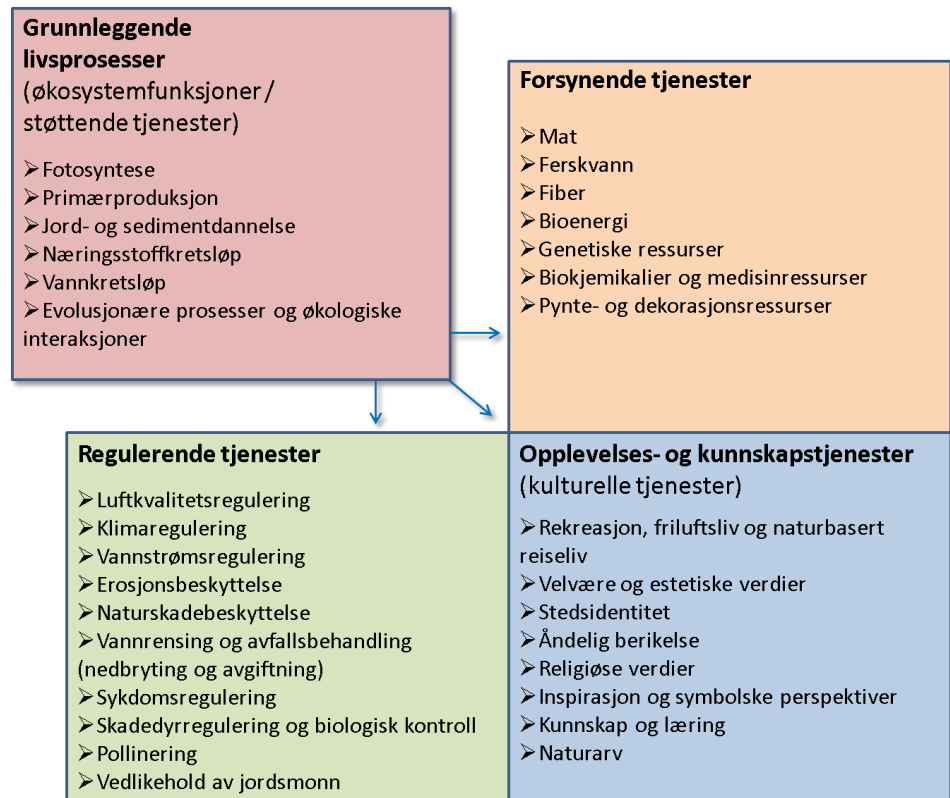 Grunnleggende
livsprosesser
(økosystemfunksjoner /
støttende tjenester)
➢Fotosyntese
➢Primærproduksjon
➢Jord- og sedimentdannelse
➢Næringsstoffkretsløp
➢Vannkretsløp
➢Evolusjonære prosesser og økologiske
interaksjoner
Forsynende tjenester
➢Mat
➢Ferskvann
➢Fiber
➢Bioenergi
➢Genetiske ressurser
➢Biokjemikalier og medisinressurser
➢Pynte- og dekorasjonsressurser
Regulerende tjenester
➢Luftkvalitetsregulering
➢Klimaregulering
➢Vannstrømsregulering
➢Erosjonsbeskyttelse
➢Naturskadebeskyttelse
➢Vannrensing og avfallsbehandling
(nedbryting og avgiftning)
➢Sykdomsregulering
➢Skadedyrregulering og biologisk kontroll
➢Pollinering
➢Vedlikehold av jordsmonn
Opplevelses- og kunnskapstjenester
(kulturelle tjenester)
➢Rekreasjon, friluftsliv og naturbasert
reiseliv
➢Velvære og estetiske verdier
➢Stedsidentitet
➢Åndelig berikelse
➢Religiøse verdier
➢Inspirasjon og symbolske perspektiver
➢Kunnskap og læring
➢Naturarv